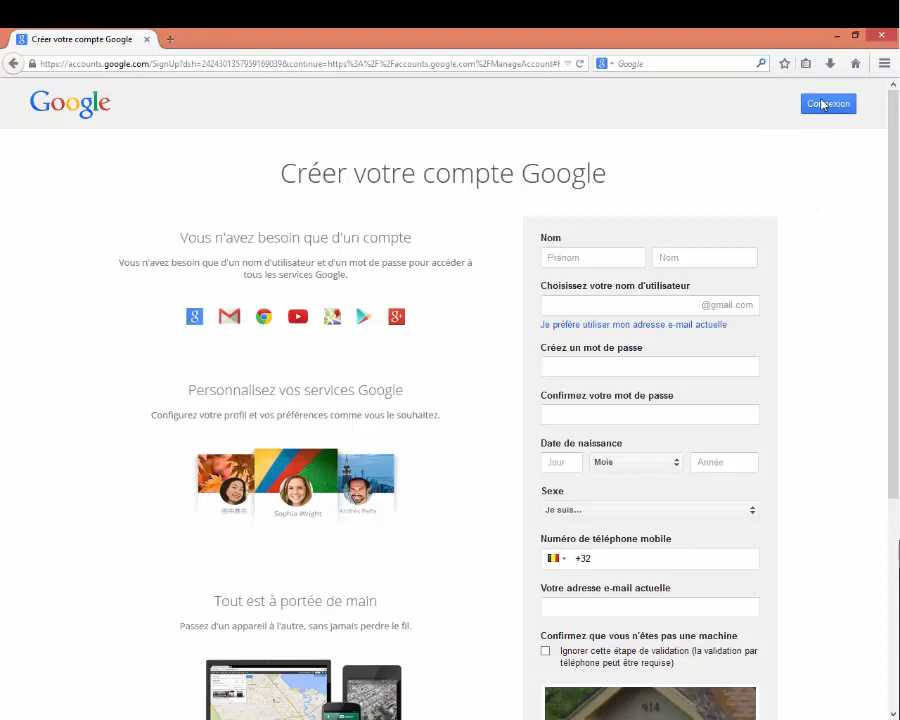 Créer votre compte Google
https://accounts.google.com/SignUp?dsh=2424301357959169039&continue=https%3A%2F%2Faccounts.google.com%2FManageAccount#f
Google
Google
Connexion
Créer votre compte Google
Vous n'avez besoin que d'un compte
Vous n'avez besoin que d'un nom d'utilisateur et d'un mot de passe pour accéder à
tous les services Google.
Personnalisez vos services Google
Configurez votre profil et vos préférences comme vous le souhaitez.
Sophia Wright
Andrés Peña
Tout est à portée de main
Passez d'un appareil à l'autre, sans jamais perdre le fil.
Nom
Prénom
Nom
Choisissez votre nom d'utilisateur
@gmail.com
Je préfère utiliser mon adresse e-mail actuelle
Créez un mot de passe
Confirmez votre mot de passe
Date de naissance
Jour
Mois
Année
Sexe
Je suis...
Numéro de téléphone mobile
+32
Votre adresse e-mail actuelle
Confirmez que vous n'êtes pas une machine
Ignorer cette étape de validation (la validation par
téléphone peut être requise)
914